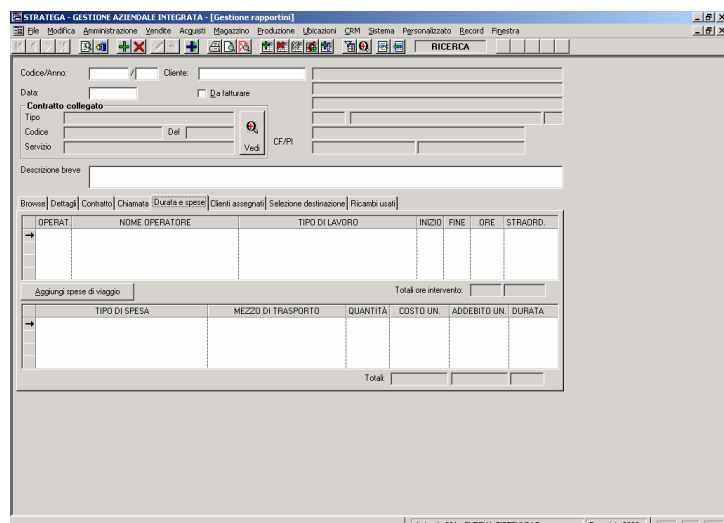 STRATEGA - GESTIONE AZIENDALE INTEGRATA - [Gestione rapportini]
File Modifica Amministrazione Vendite Acquisti Magazzino Produzione Ubicazioni CRM Sistema Personalizzato Record Finestra
RICERCA
Codice/Anno: / Cliente:
Data: Da fatturare
Contratto collegato
Tipo
Codice Del
Servizio Vedi CF/PI
Descrizione breve
Browse Dettagli Contratto Chiamata Durata e spese Clienti assegnati Selezione destinazione Ricambi usati
OPERAT. NOME OPERATORE TIPO DI LAVORO INIZIO FINE ORE STRAORD.
Aggiungi spese di viaggio Totali ore intervento:
TIPO DI SPESA MEZZO DI TRASPORTO QUANTITÀ COSTO UN. ADDEBITO UN. DURATA
Totali: